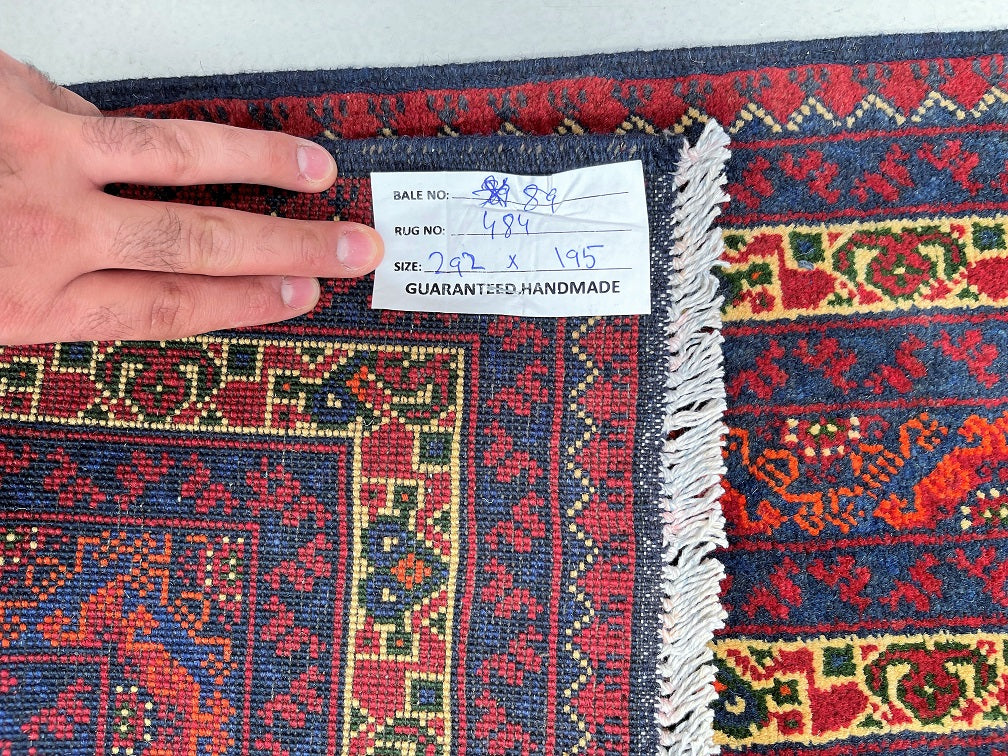 BALE NO: 89
RUG NO: 484
SIZE: 292 x 195
GUARANTEED HANDMADE